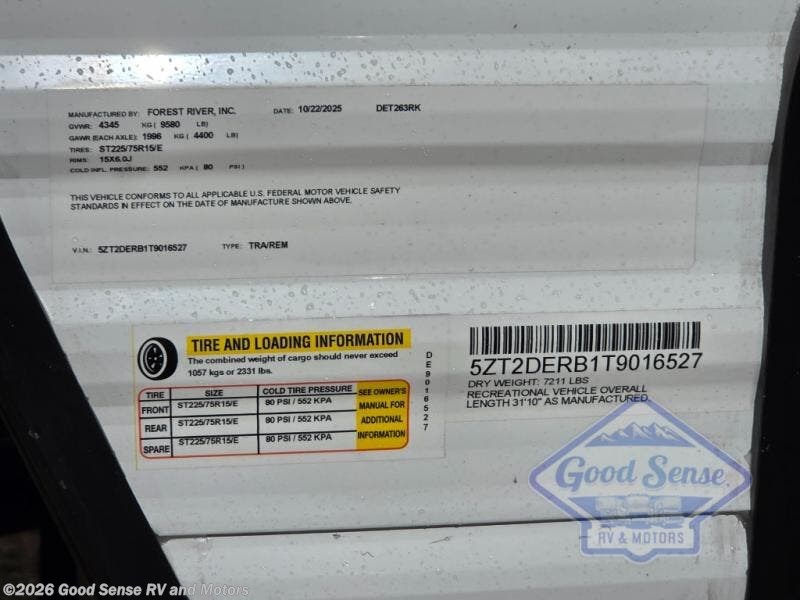 MANUFACTURED BY: FOREST RIVER, INC. DATE: 10/22/2025 DET263RK
GVWR: 4345 KG ( 9580 LB)
GAWR (EACH AXLE): 1996 KG ( 4400 LB)
TIRES: ST225/75R15/E
RIMS: 15X6.0J
COLD INFL. PRESSURE: 552 KPA ( 80 PSI )
THIS VEHICLE CONFORMS TO ALL APPLICABLE U.S. FEDERAL MOTOR VEHICLE SAFETY
STANDARDS IN EFFECT ON THE DATE OF MANUFACTURE SHOWN ABOVE.
V.I.N.: 5ZT2DERB1T9016527 TYPE: TRA/REM
TIRE AND LOADING INFORMATION
The combined weight of cargo should never exceed
1057 kgs or 2331 lbs.
TIRE SIZE COLD TIRE PRESSURE SEE OWNER'S
FRONT ST225/75R15/E 80 PSI / 552 KPA MANUAL FOR
REAR ST225/75R15/E 80 PSI / 552 KPA ADDITIONAL
SPARE ST225/75R15/E 80 PSI / 552 KPA INFORMATION
DE9016527
5ZT2DERB1T9016527
DRY WEIGHT: 7211 LBS
RECREATIONAL VEHICLE OVERALL
LENGTH 31'10" AS MANUFACTURED.
Good Sense
RV & MOTORS
©2026 Good Sense RV and Motors